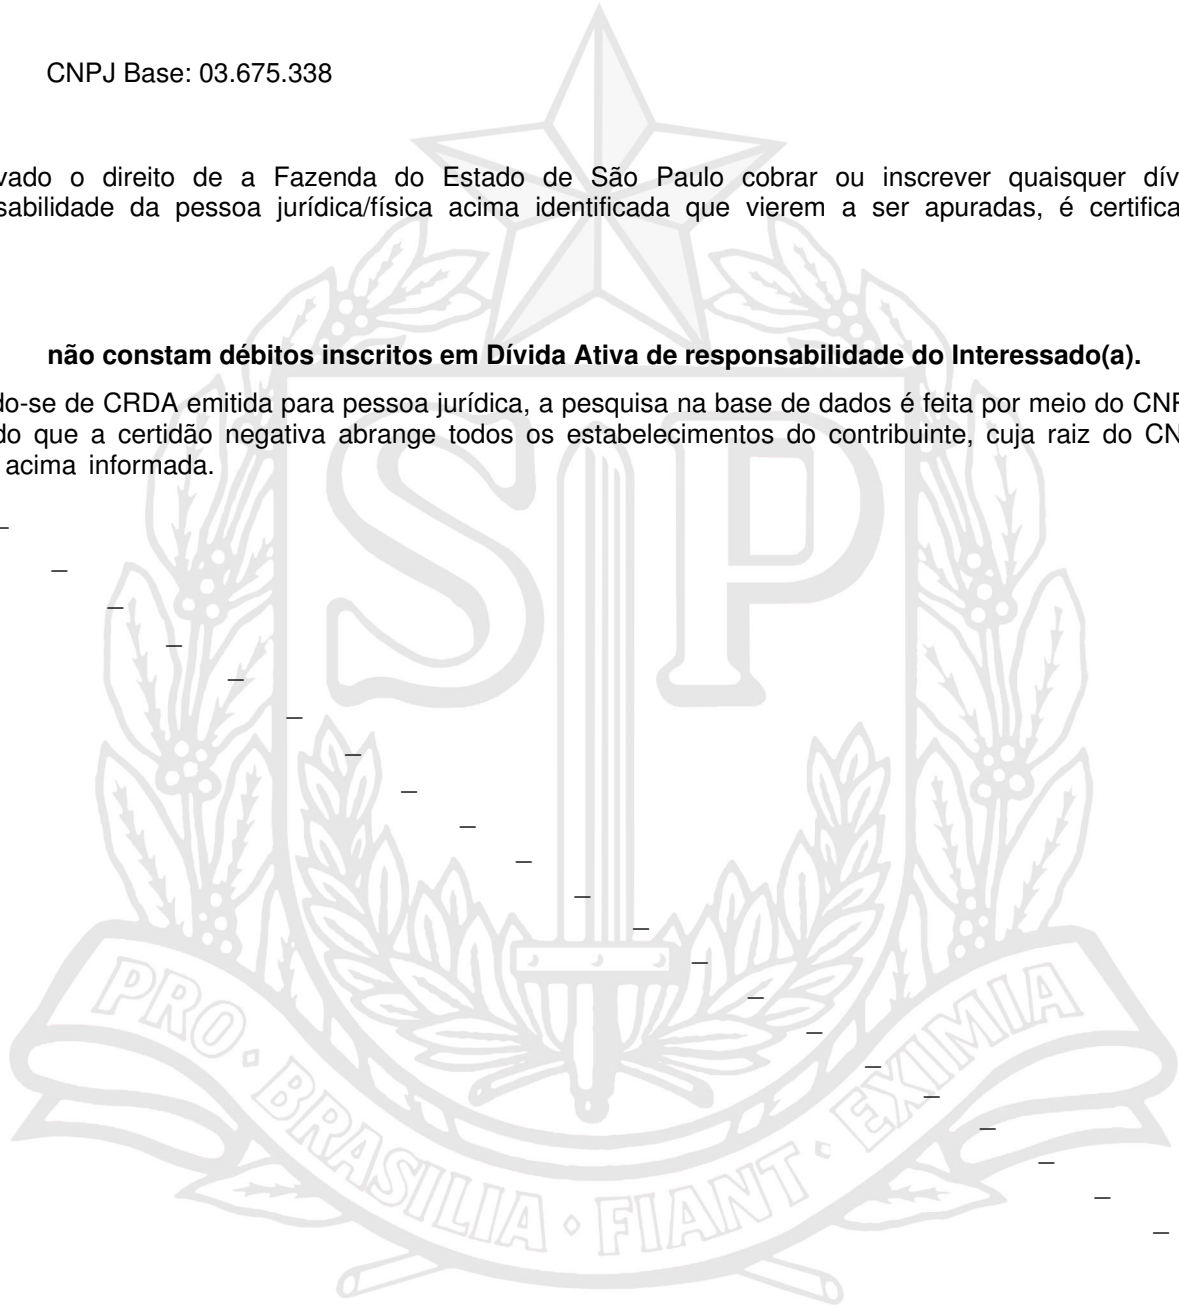 CNPJ Base: 03.675.338
vado o direito de a Fazenda do Estado de São Paulo cobrar ou inscrever quaisquer dív
sabilidade da pessoa jurídica/física acima identificada que vierem a ser apuradas, é certifica
não constam débitos inscritos em Dívida Ativa de responsabilidade do Interessado(a).
do-se de CRDA emitida para pessoa jurídica, a pesquisa na base de dados é feita por meio do CNP
do que a certidão negativa abrange todos os estabelecimentos do contribuinte, cuja raiz do CN
acima informada.
SP
PRO · BRASILIA · FIANT · EXIMIA